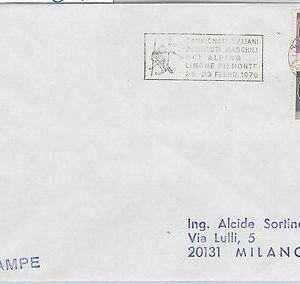 CAMPIONATI ITALIANI
ASSOLUTI MASCHILI
SCI ALPINO
LIMONE PIEMONTE
20-29 FEBBR. 1976
Ing. Alcide Sortino
Via Lulli, 5
20131 MILANO
AMPE